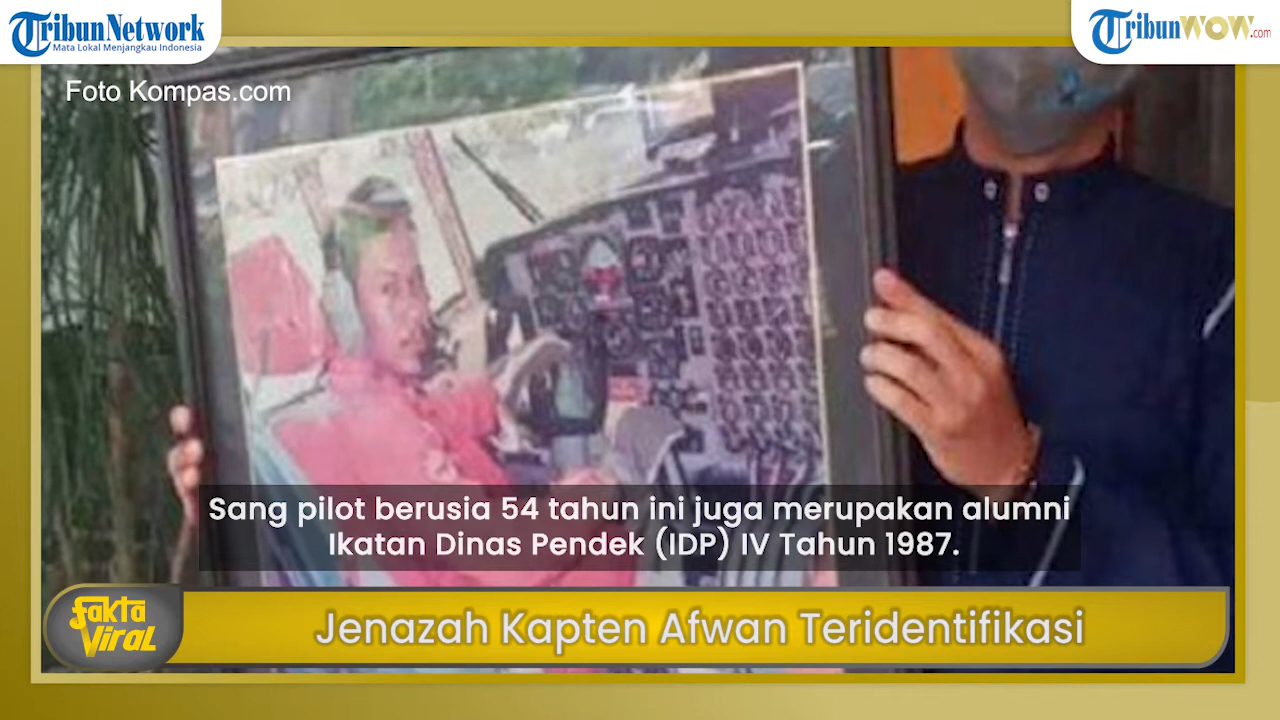 TribunNetwork
Mata Lokal Menjangkau Indonesia
TribunWOW.com
Foto Kompas.com
Sang pilot berusia 54 tahun ini juga merupakan alumni
Ikatan Dinas Pendek (IDP) IV Tahun 1987.
Fakta
Viral
Jenazah Kapten Afwan Teridentifikasi